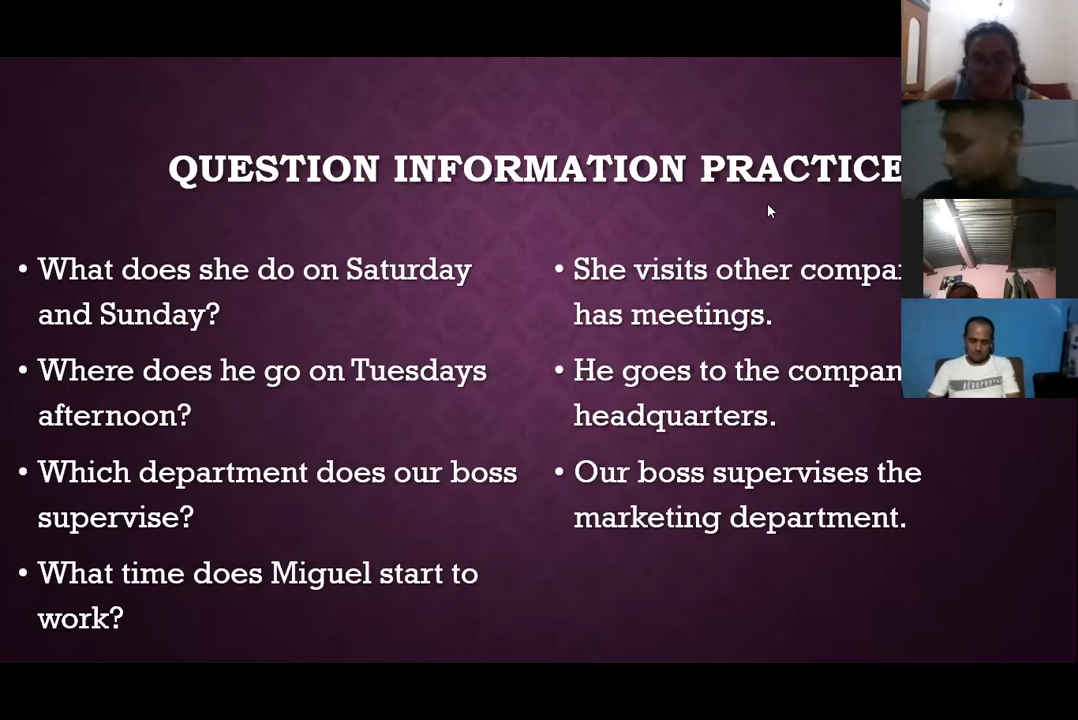 QUESTION INFORMATION PRACTICE
• What does she do on Saturday
and Sunday?
• Where does he go on Tuesdays
afternoon?
• Which department does our boss
supervise?
• What time does Miguel start to
work?
• She visits other
has meetings.
• He goes to the
headquarters.
• Our boss supervises the
marketing department.